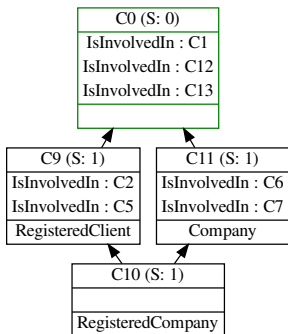 C0 (S: 0)
IsInvolvedIn : C1
IsInvolvedIn : C12
IsInvolvedIn : C13
C9 (S: 1)
IsInvolvedIn : C2
IsInvolvedIn : C5
RegisteredClient
C11 (S: 1)
IsInvolvedIn : C6
IsInvolvedIn : C7
Company
C10 (S: 1)
RegisteredCompany